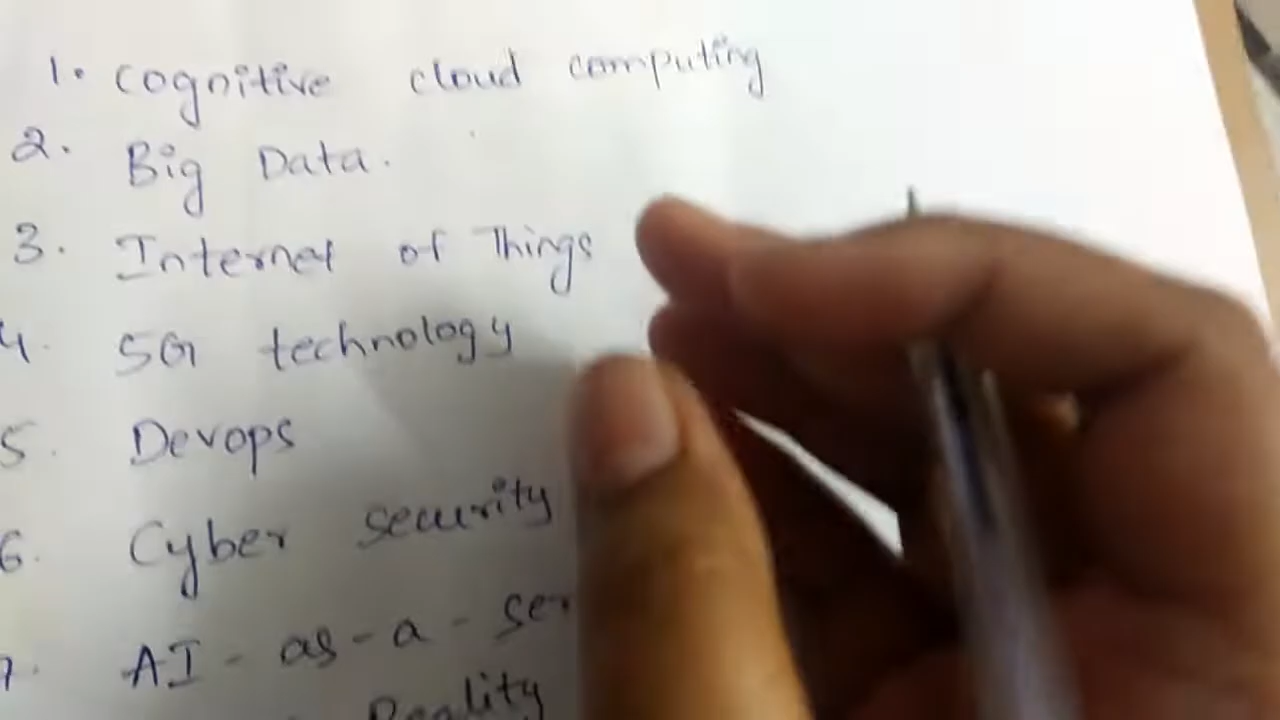 1. Cognitive cloud computing
2. Big Data.
3. Internet of Things
4. 5G technology
5. Devops
6. Cyber security
7. AI - as - a -
Reality